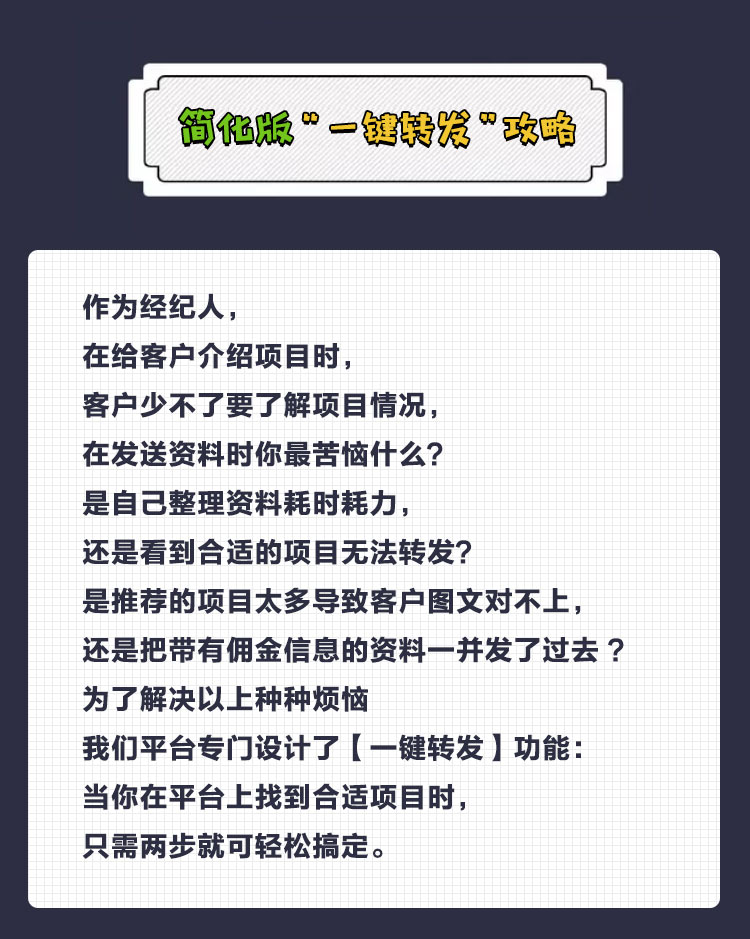 简化版“一键转发”攻略
作为经纪人，
在给客户介绍项目时，
客户少不了要了解项目情况，
在发送资料时你最苦恼什么？
是自己整理资料耗时耗力，
还是看到合适的项目无法转发？
是推荐的项目太多导致客户图文对不上，
还是把带有佣金信息的资料一并发了过去？
为了解决以上种种烦恼
我们平台专门设计了【一键转发】功能：
当你在平台上找到合适项目时，
只需两步就可轻松搞定。